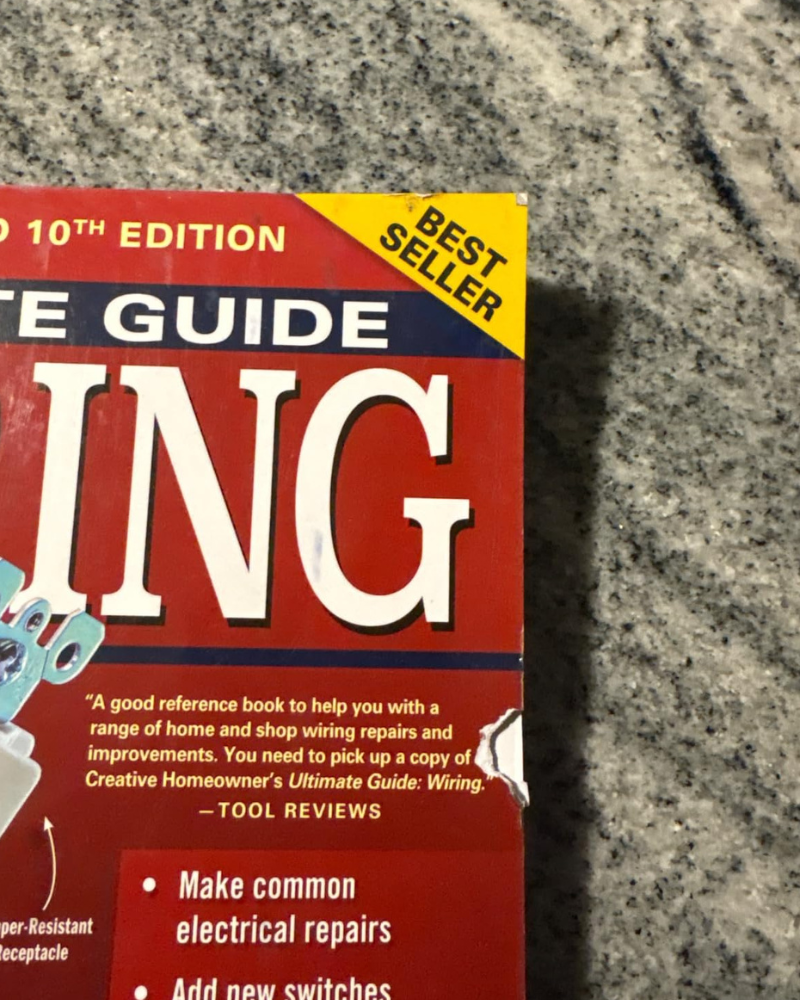 10TH EDITION
BEST
SELLER
TE GUIDE
ING
“A good reference book to help you with a
range of home and shop wiring repairs and
improvements. You need to pick up a copy of
Creative Homeowner’s Ultimate Guide: Wiring.”
—TOOL REVIEWS
• Make common
electrical repairs
per-Resistant
Receptacle
• Add new switches